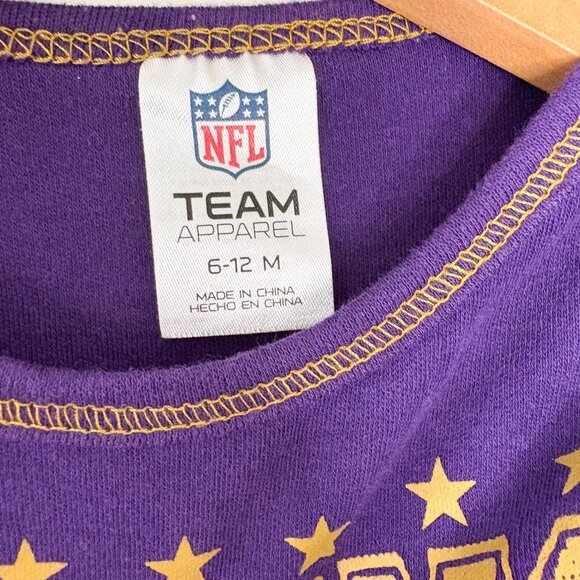 NFL
TEAM
APPAREL
6-12 M
MADE IN CHINA
HECHO EN CHINA